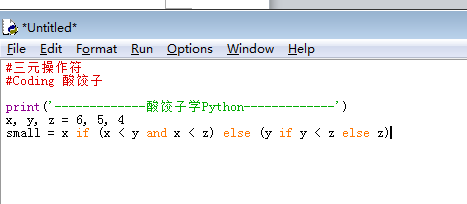 *Untitled*
File Edit Format Run Options Window Help
#三元操作符
#Coding 酸饺子
print('-------------酸饺子学Python-------------')
x, y, z = 6, 5, 4
small = x if (x < y and x < z) else (y if y < z else z)